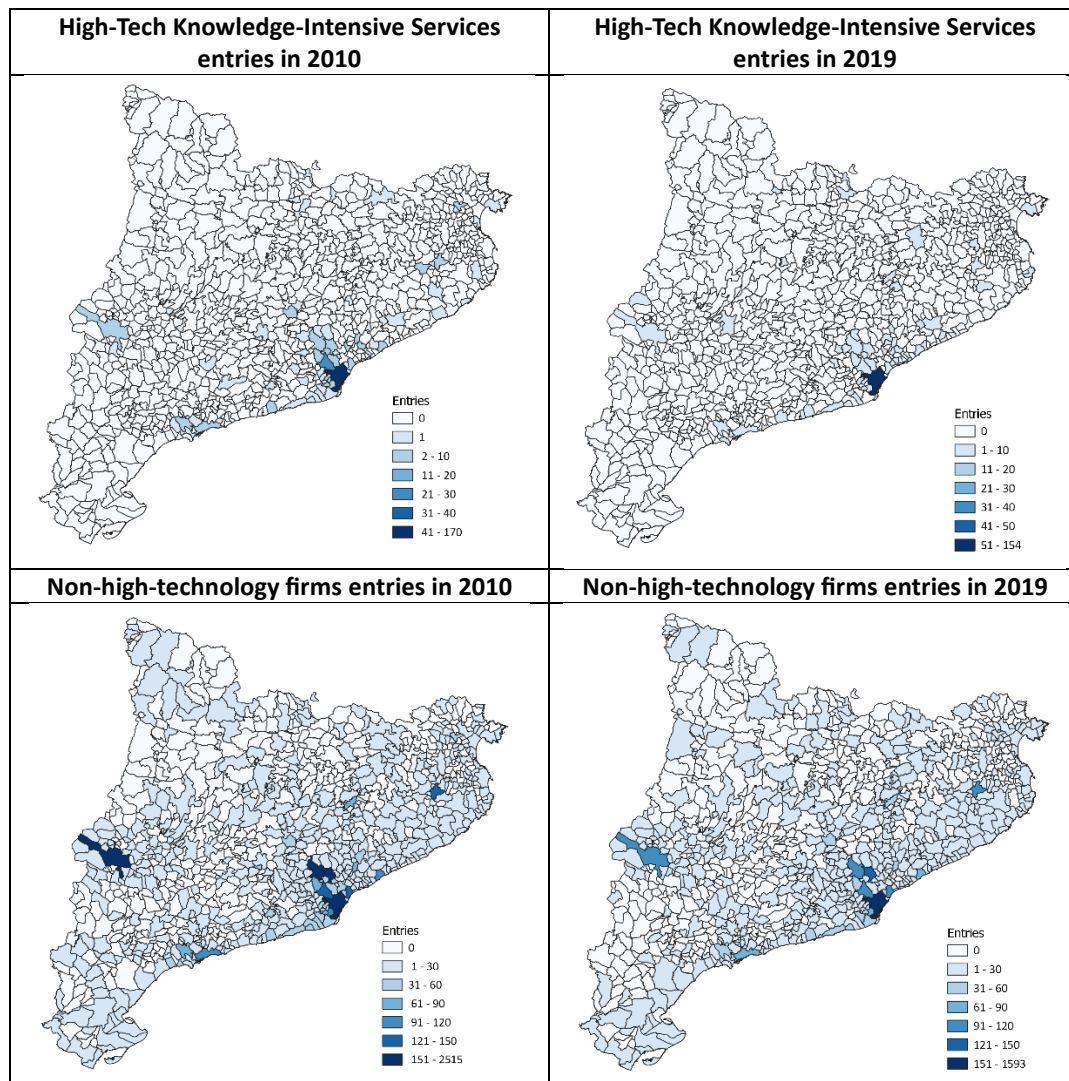 High-Tech Knowledge-Intensive Services
entries in 2010
High-Tech Knowledge-Intensive Services
entries in 2019
Entries
0
1
2 - 10
11 - 20
21 - 30
31 - 40
41 - 170
Entries
0
1 - 10
11 - 20
21 - 30
31 - 40
41 - 50
51 - 154
Non-high-technology firms entries in 2010
Non-high-technology firms entries in 2019
Entries
0
1 - 30
31 - 60
61 - 90
91 - 120
121 - 150
151 - 2515
Entries
0
1 - 30
31 - 60
61 - 90
91 - 120
121 - 150
151 - 1593